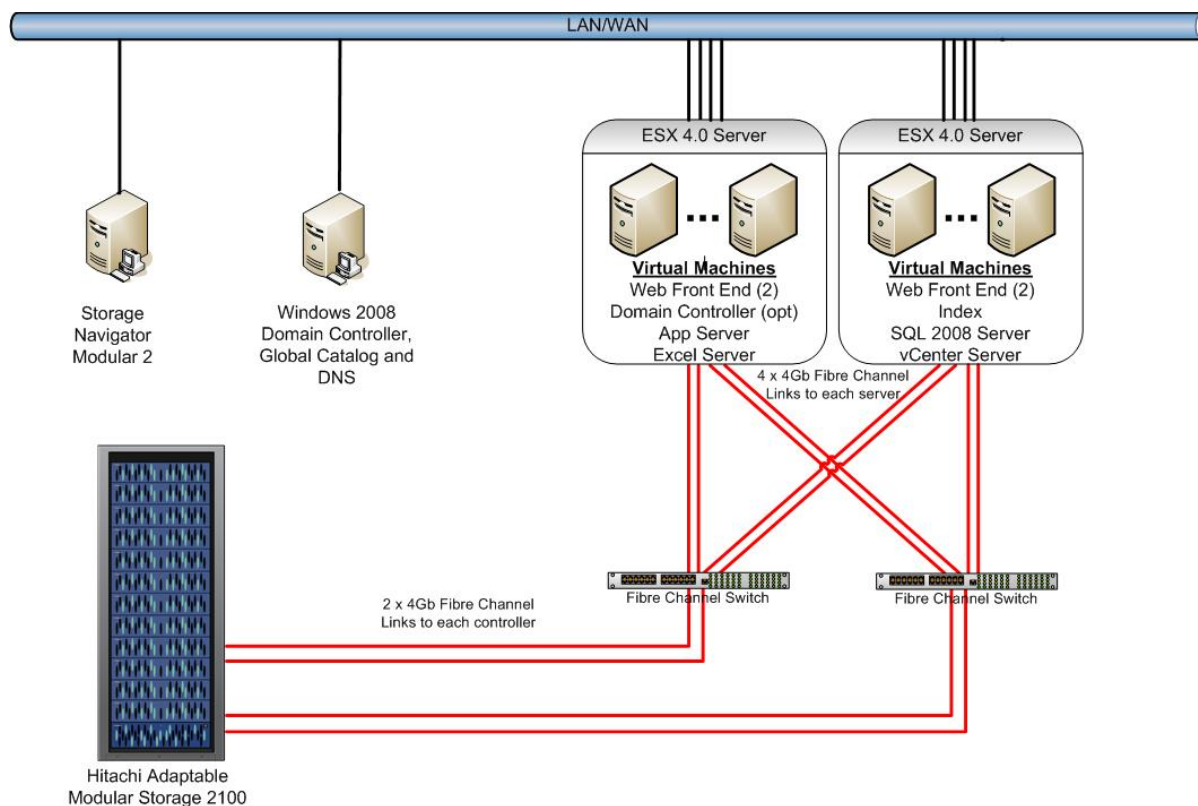 LAN/WAN
ESX 4.0 Server
ESX 4.0 Server
Virtual Machines
Web Front End (2)
Domain Controller (opt)
App Server
Excel Server
Virtual Machines
Web Front End (2)
Index
SQL 2008 Server
vCenter Server
Storage
Navigator
Modular 2
Windows 2008
Domain Controller,
Global Catalog and
DNS
4 x 4Gb Fibre Channel
Links to each server
Fibre Channel Switch
Fibre Channel Switch
2 x 4Gb Fibre Channel
Links to each controller
Hitachi Adaptable
Modular Storage 2100